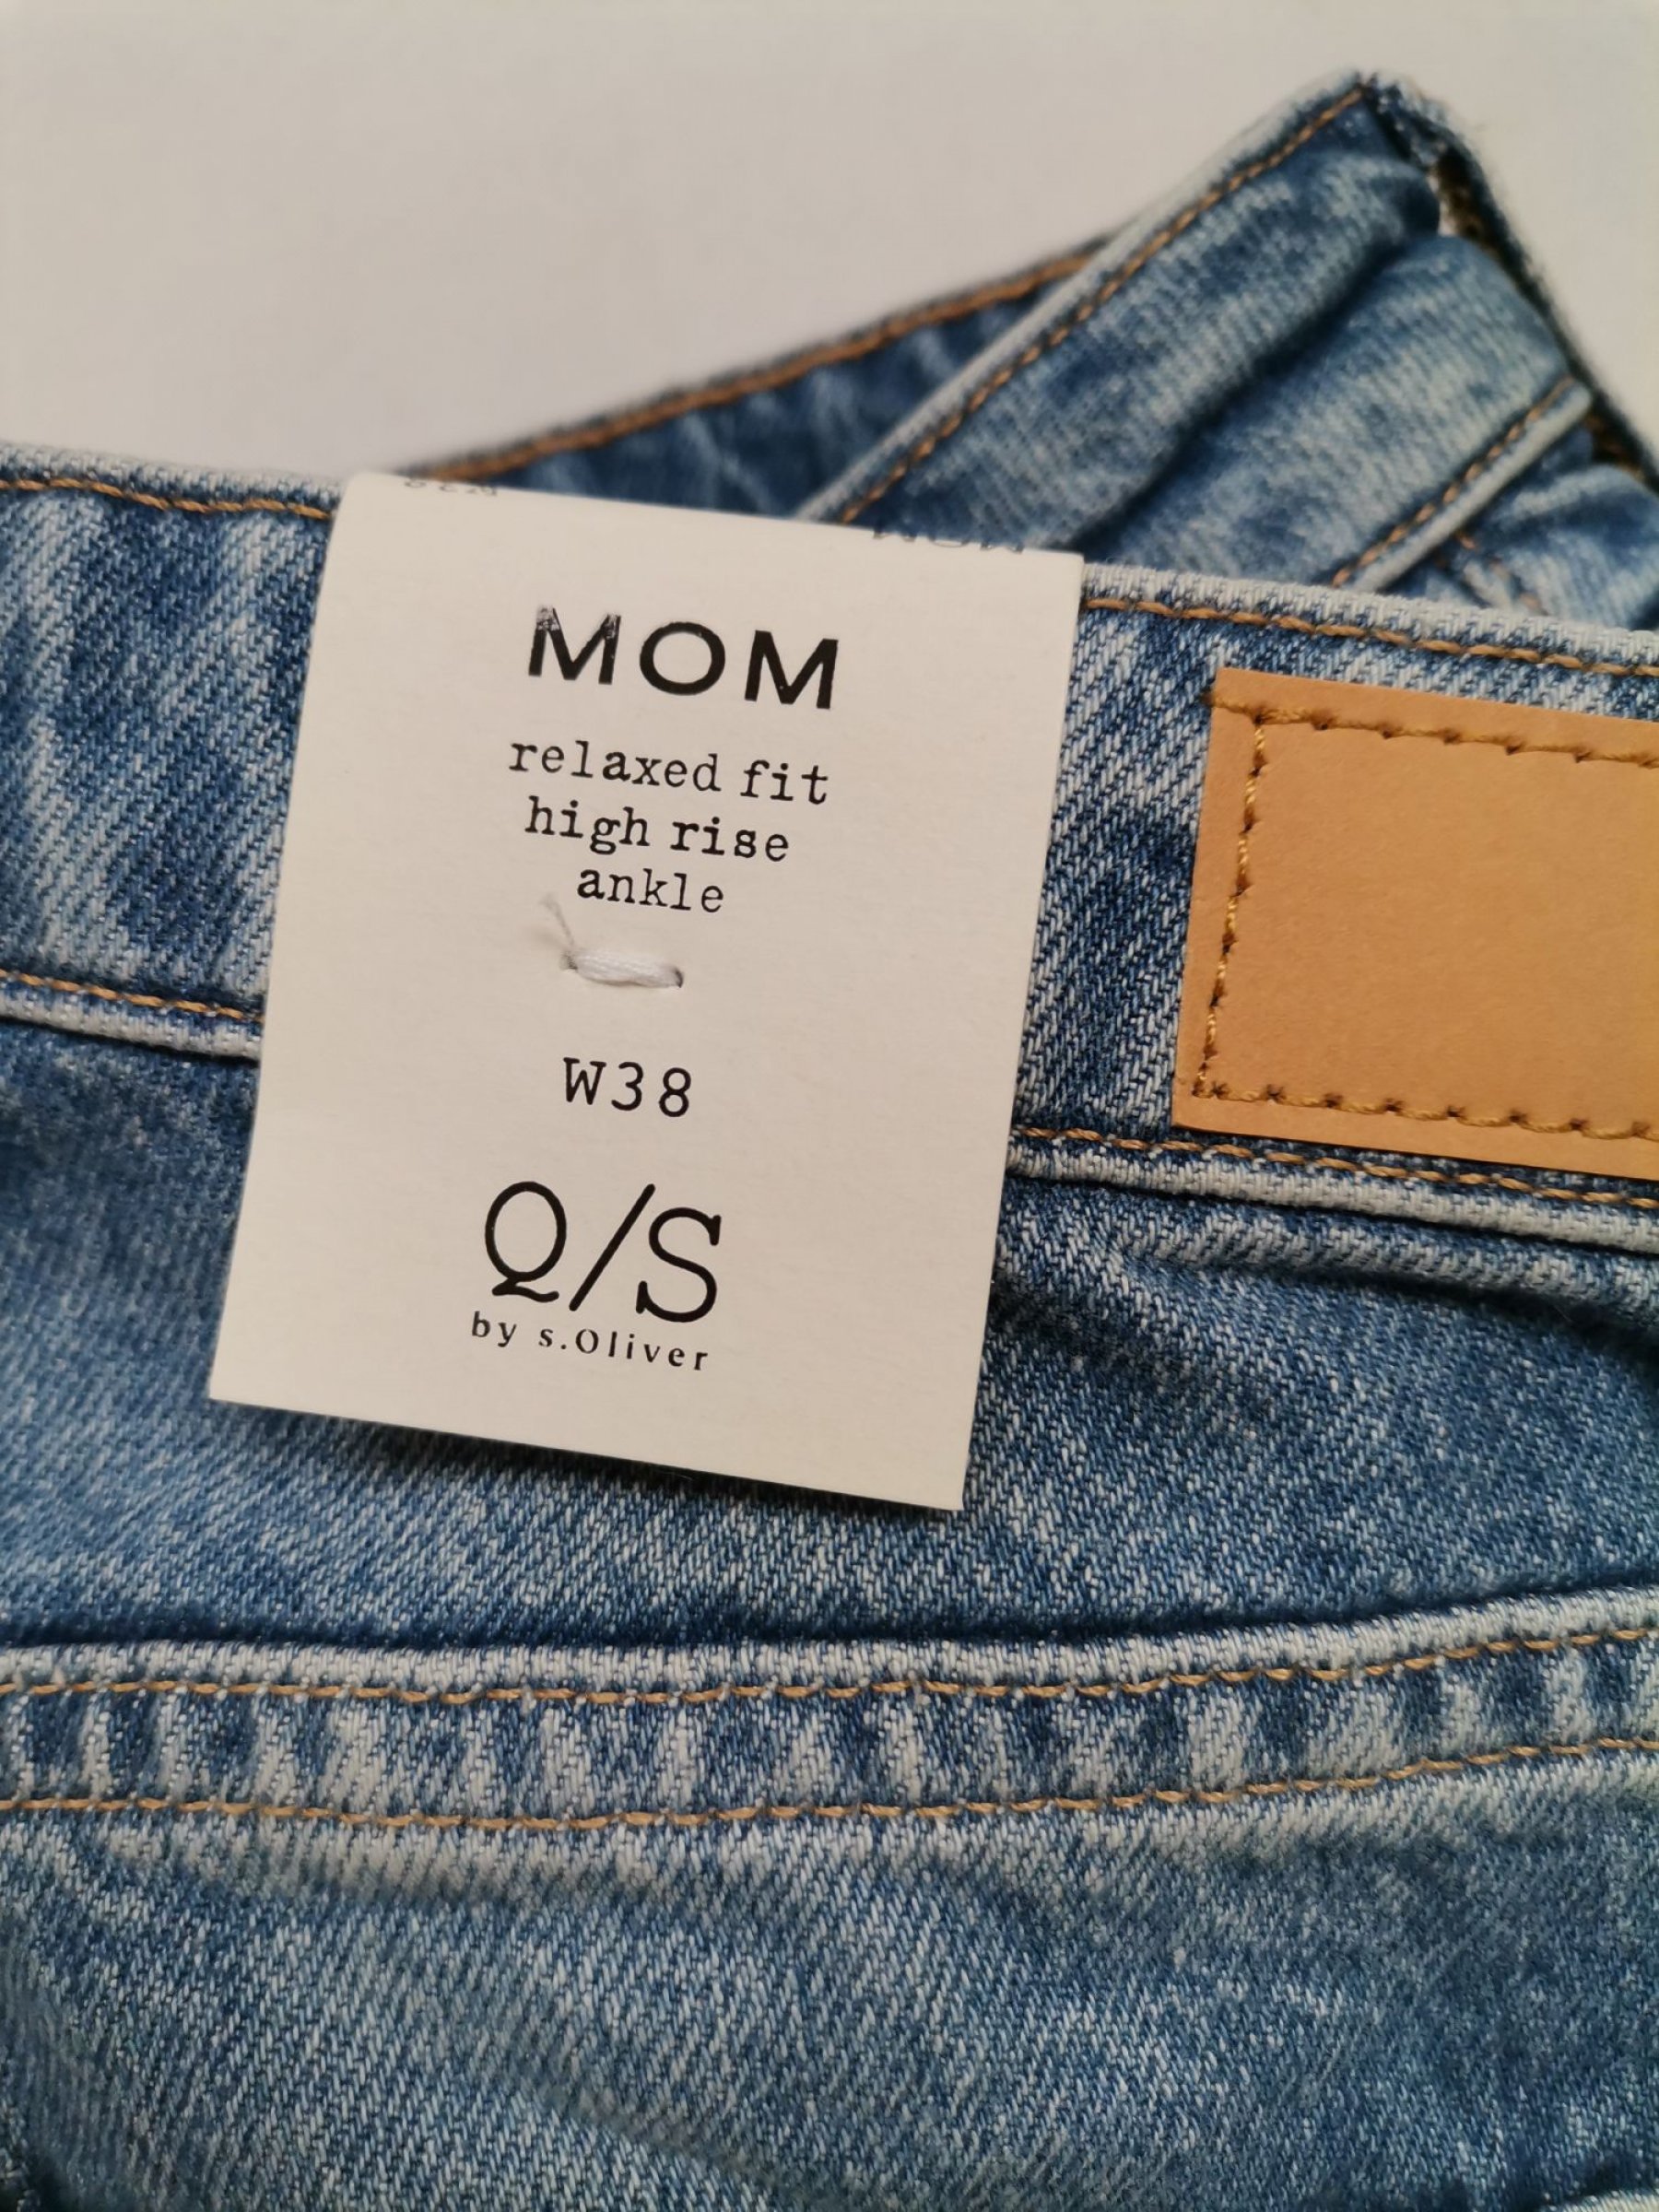 MOM
relaxed fit
high rise
ankle
W38
Q/S
by s.Oliver